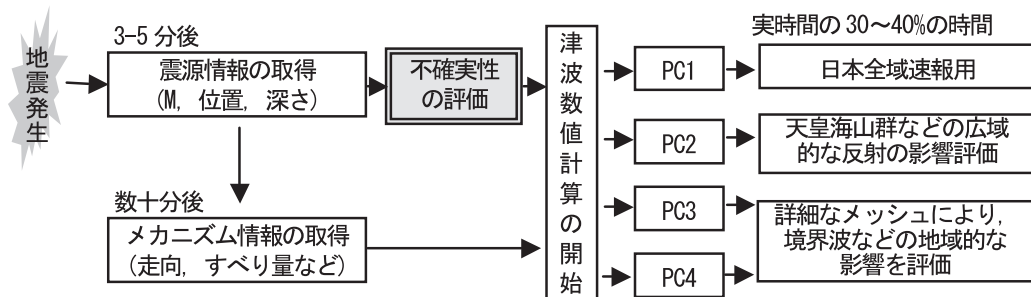 地震発生
3-5 分後
震源情報の取得
(M, 位置, 深さ)
不確実性
の評価
数十分後
メカニズム情報の取得
(走向, すべり量など)
津波数値計算の開始
実時間の 30～40%の時間
PC1
日本全域速報用
PC2
天皇海山群などの広域
的な反射の影響評価
PC3
PC4
詳細なメッシュにより,
境界波などの地域的な
影響を評価